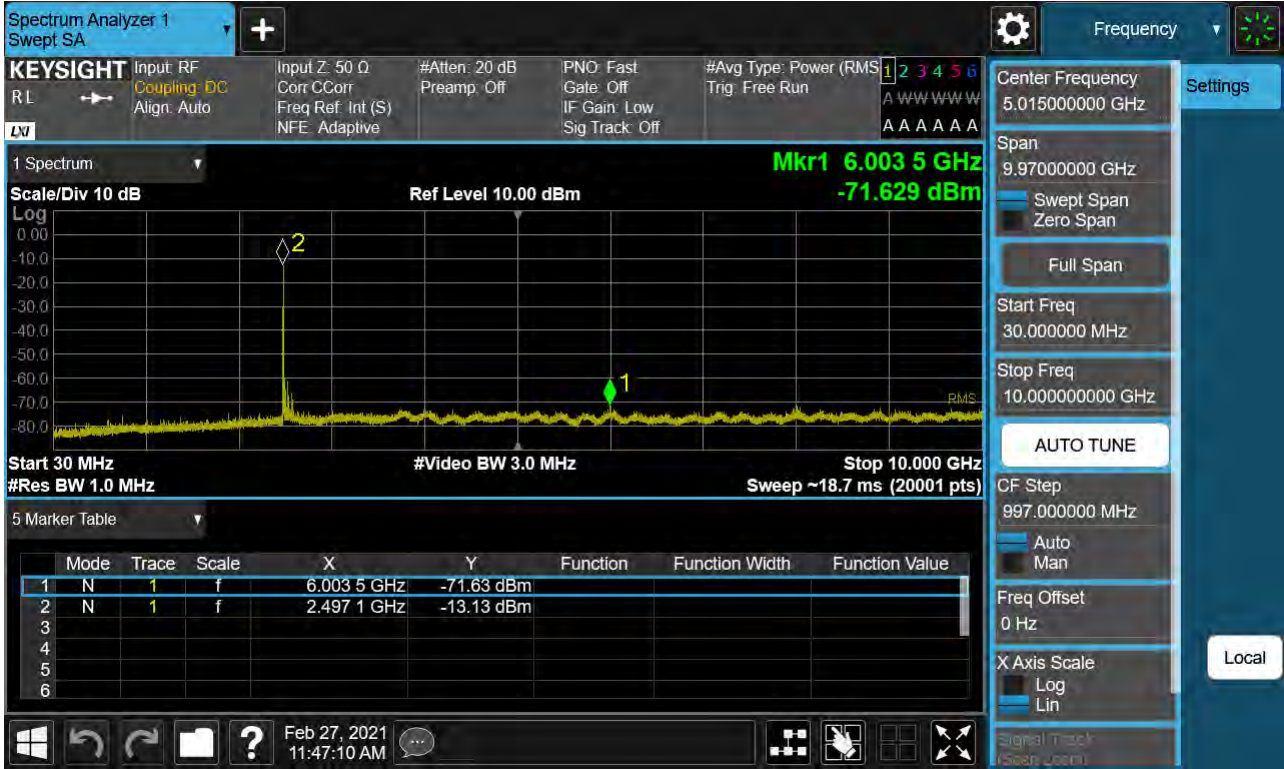 Spectrum Analyzer 1
Swept SA
+
Frequency
KEYSIGHT
RL
LXI
Input: RF
Coupling: DC
Align: Auto
Input Z: 50 Ω
Corr CCorr
Freq Ref: Int (S)
NFE: Adaptive
#Atten: 20 dB
Preamp: Off
PNO: Fast
Gate: Off
IF Gain: Low
Sig Track: Off
#Avg Type: Power (RMS
Trig: Free Run
1 2 3 4 5 6
A W W W W W
A A A A A A
1 Spectrum
Scale/Div 10 dB
Ref Level 10.00 dBm
Mkr1 6.003 5 GHz
-71.629 dBm
Log
0.00
-10.0
-20.0
-30.0
-40.0
-50.0
-60.0
-70.0
-80.0
2
1
RMS
Start 30 MHz
#Video BW 3.0 MHz
Stop 10.000 GHz
#Res BW 1.0 MHz
Sweep ~18.7 ms (20001 pts)
5 Marker Table
Mode Trace Scale X Y Function Function Width Function Value
1 N 1 f 6.003 5 GHz -71.63 dBm
2 N 1 f 2.497 1 GHz -13.13 dBm
3
4
5
6
?
Feb 27, 2021
11:47:10 AM
Center Frequency
5.015000000 GHz
Span
9.97000000 GHz
Swept Span
Zero Span
Full Span
Start Freq
30.000000 MHz
Stop Freq
10.000000000 GHz
AUTO TUNE
CF Step
997.000000 MHz
Auto
Man
Freq Offset
0 Hz
X Axis Scale
Log
Lin
Signal Track
(Span Zoom)
Settings
Local